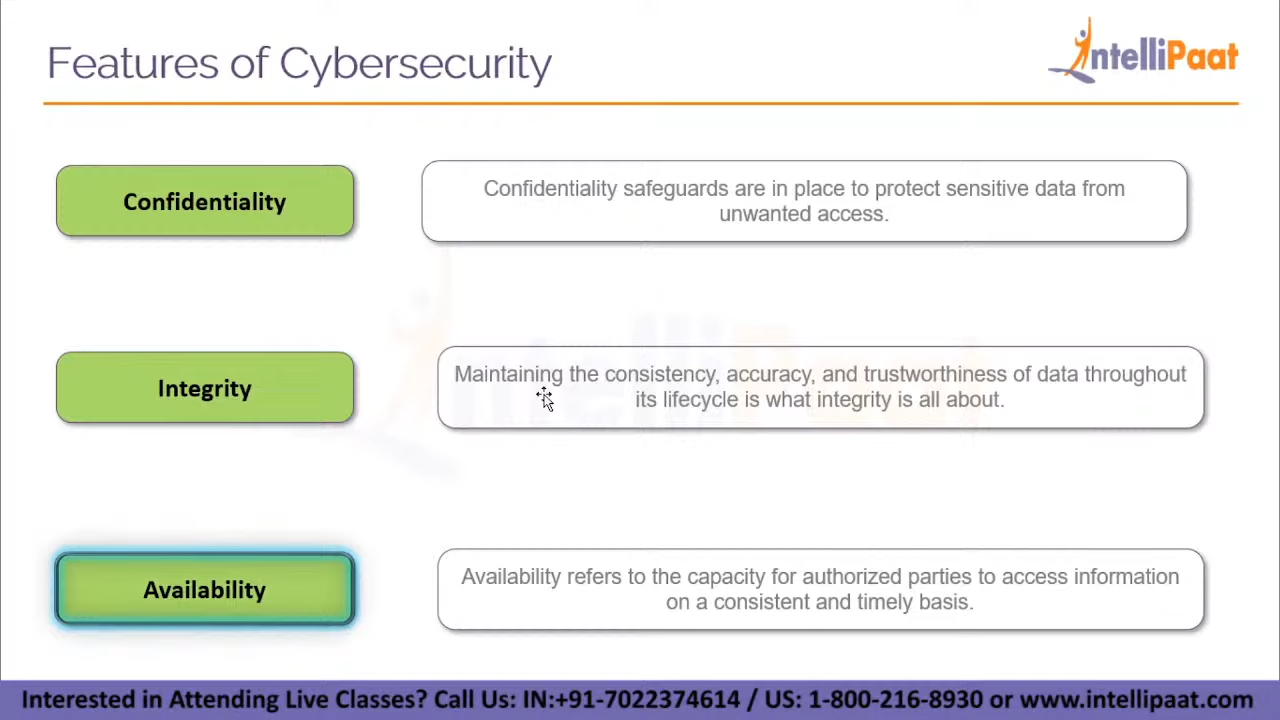 Features of Cybersecurity
IntelliPaat
Confidentiality
Confidentiality safeguards are in place to protect sensitive data from
unwanted access.
Integrity
Maintaining the consistency, accuracy, and trustworthiness of data throughout
its lifecycle is what integrity is all about.
Availability
Availability refers to the capacity for authorized parties to access information
on a consistent and timely basis.
Interested in Attending Live Classes? Call Us: IN:+91-7022374614 / US: 1-800-216-8930 or www.intellipaat.com